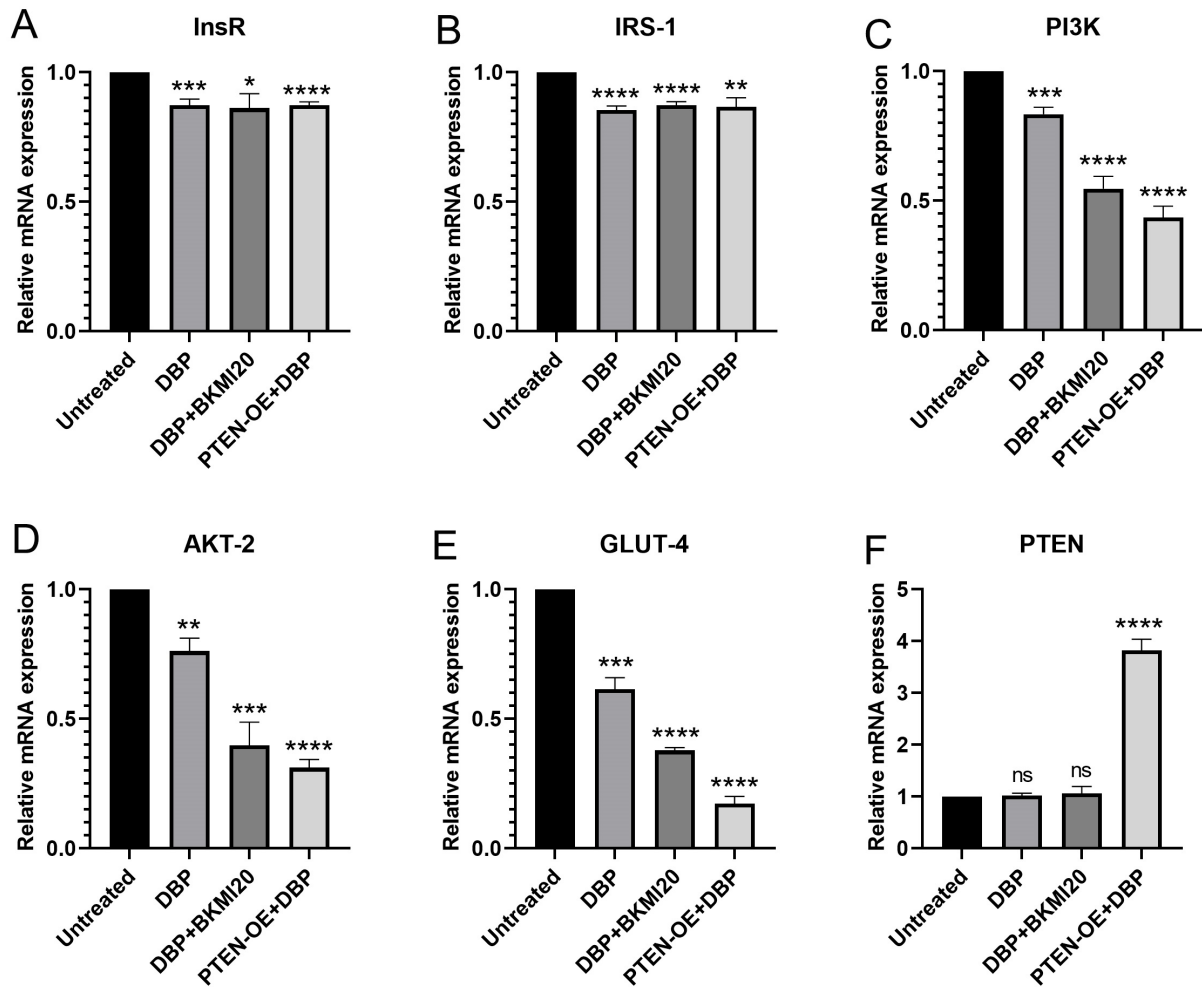 A
InsR
Relative mRNA expression
1.0
0.5
0.0
***
*
****
Untreated
DBP
DBP+BKMI20
PTEN-OE+DBP
B
IRS-1
Relative mRNA expression
1.0
0.5
0.0
****
****
**
Untreated
DBP
DBP+BKMI20
PTEN-OE+DBP
C
PI3K
Relative mRNA expression
1.0
0.5
0.0
***
****
****
Untreated
DBP
DBP+BKMI20
PTEN-OE+DBP
D
AKT-2
Relative mRNA expression
1.0
0.5
0.0
**
***
****
Untreated
DBP
DBP+BKMI20
PTEN-OE+DBP
E
GLUT-4
Relative mRNA expression
1.0
0.5
0.0
***
****
****
Untreated
DBP
DBP+BKMI20
PTEN-OE+DBP
F
PTEN
Relative mRNA expression
5
4
3
2
1
0
ns
ns
****
Untreated
DBP
DBP+BKMI20
PTEN-OE+DBP